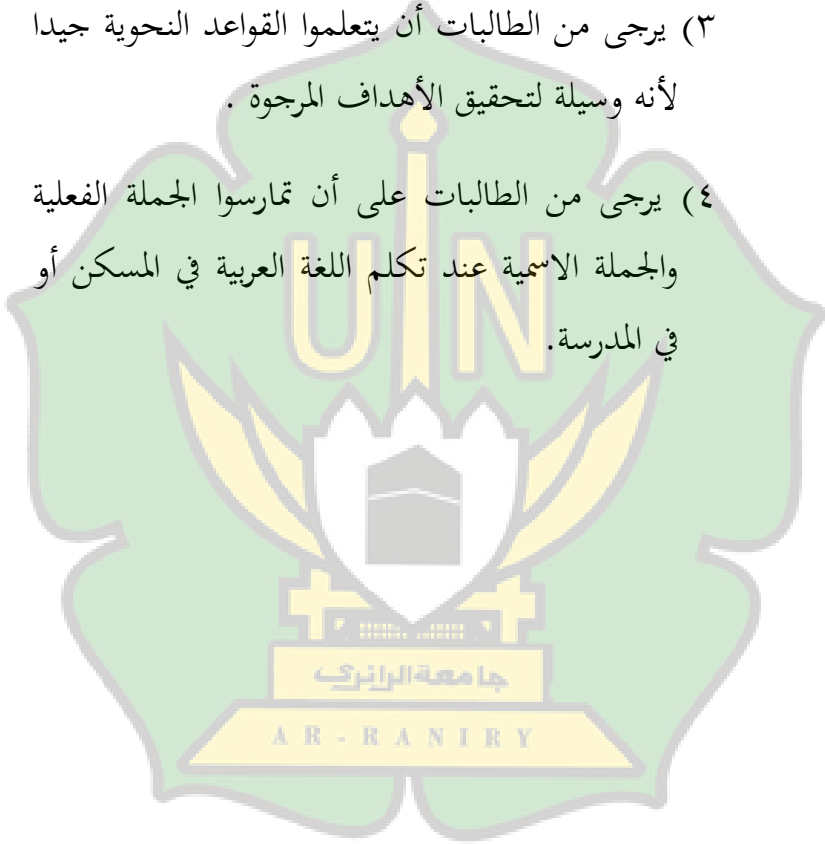 ٣) يرجى من الطالبات أن يتعلموا القواعد النحوية جيدا
لأنه وسيلة لتحقيق الأهداف المرجوة .
٤) يرجى من الطالبات على أن تمارسوا الجملة الفعلية
والجملة الاسمية عند تكلم اللغة العربية في المسكن أو
في المدرسة.
UIN
جامعة الرانري
AR-RANIRY